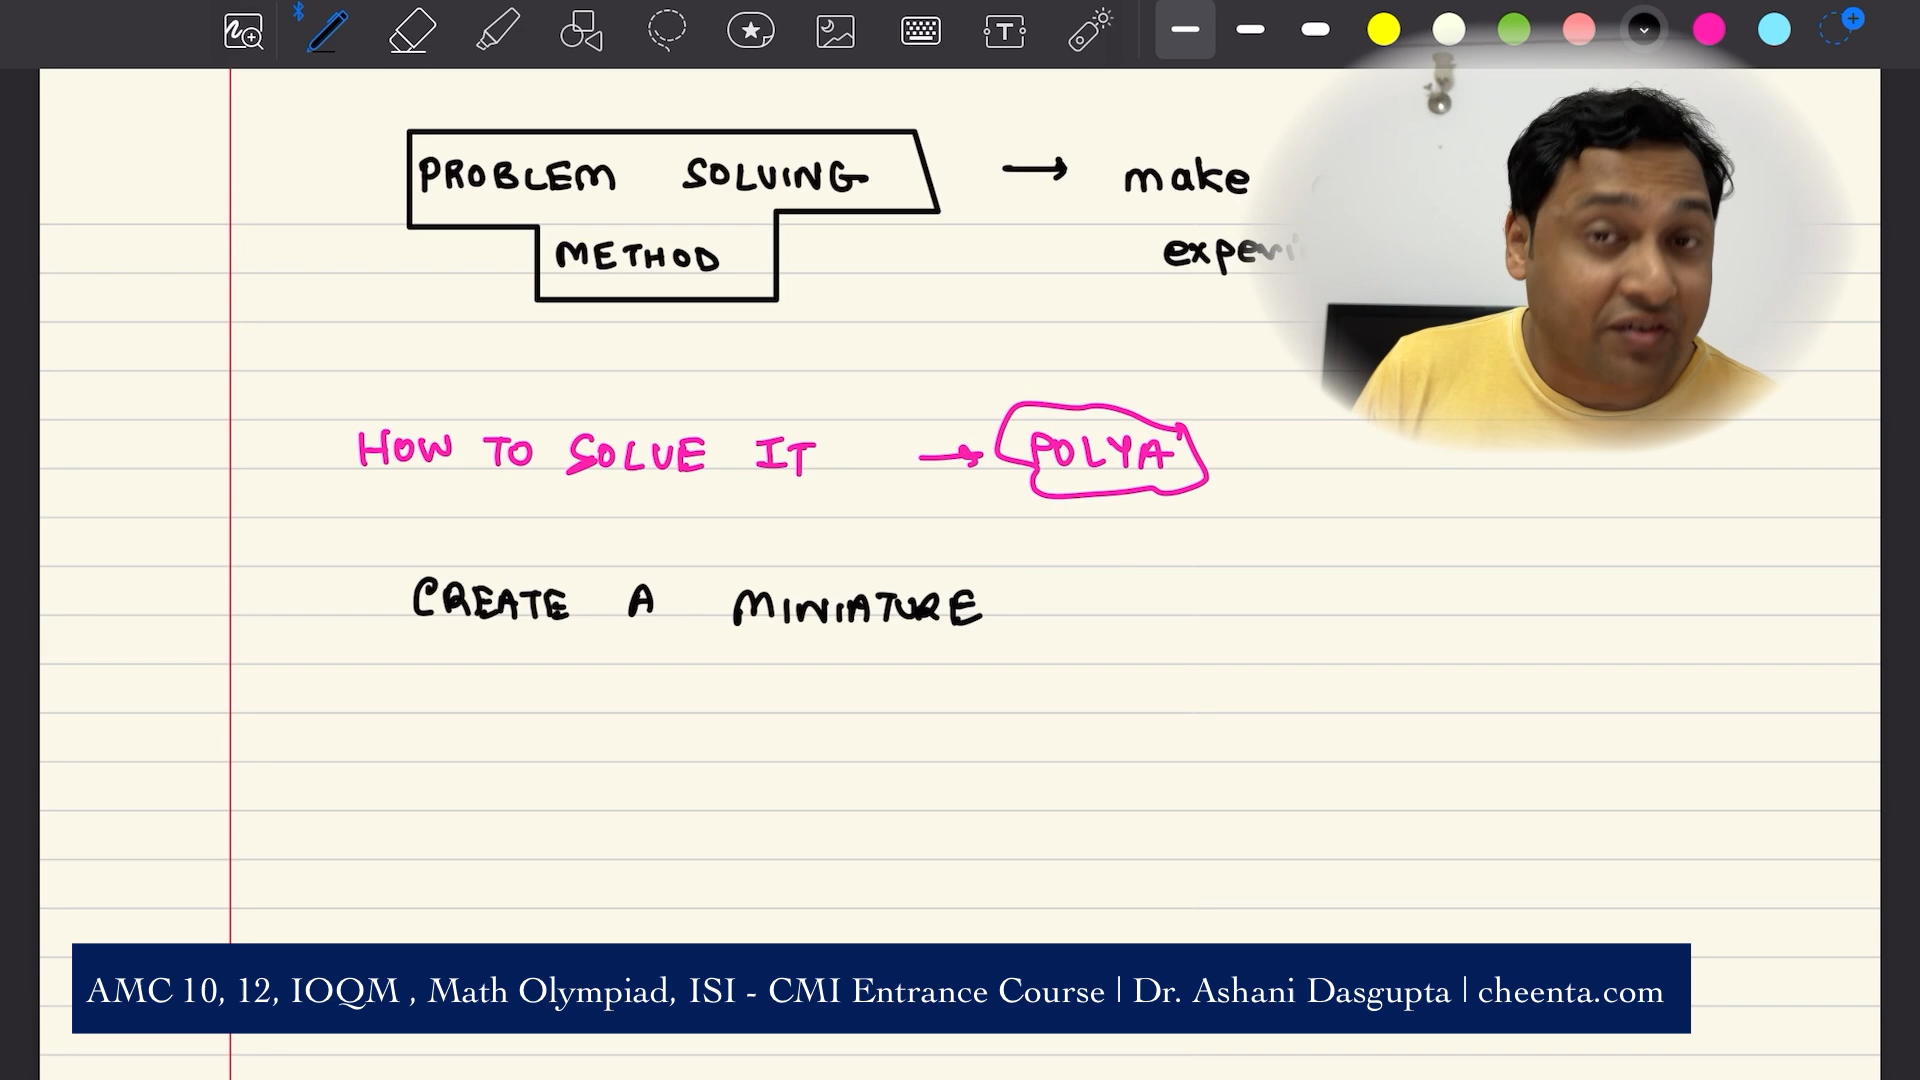 PROBLEM SOLVING → make
METHOD
HOW TO SOLVE IT → POLYA
CREATE A MINIATURE
AMC 10, 12, IOQM , Math Olympiad, ISI - CMI Entrance Course | Dr. Ashani Dasgupta | cheenta.com